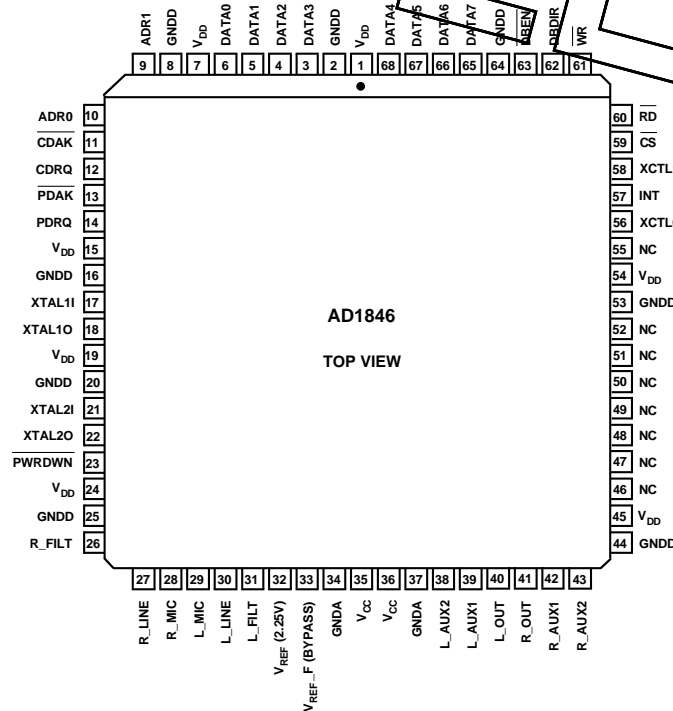 ADR1 GNDD VDD DATA0 DATA1 DATA2 DATA3 GNDD VDD DATA4 DATA5 DATA6 DATA7 GNDD DBEN DBDIR WR
9 8 7 6 5 4 3 2 1 68 67 66 65 64 63 62 61
ADR0 10
CDAK 11
CDRQ 12
PDAK 13
PDRQ 14
VDD 15
GNDD 16
XTAL1I 17
XTAL1O 18
VDD 19
GNDD 20
XTAL2I 21
XTAL2O 22
PWRDWN 23
VDD 24
GNDD 25
R_FILT 26
AD1846
TOP VIEW
60 RD
59 CS
58 XCTL
57 INT
56 XCTL
55 NC
54 VDD
53 GNDD
52 NC
51 NC
50 NC
49 NC
48 NC
47 NC
46 NC
45 VDD
44 GNDD
27 28 29 30 31 32 33 34 35 36 37 38 39 40 41 42 43
R_LINE R_MIC L_MIC L_LINE L_FILT VREF (2.25V) VREF_F (BYPASS) GNDA VCC VCC GNDA L_AUX2 L_AUX1 L_OUT R_OUT R_AUX1 R_AUX2